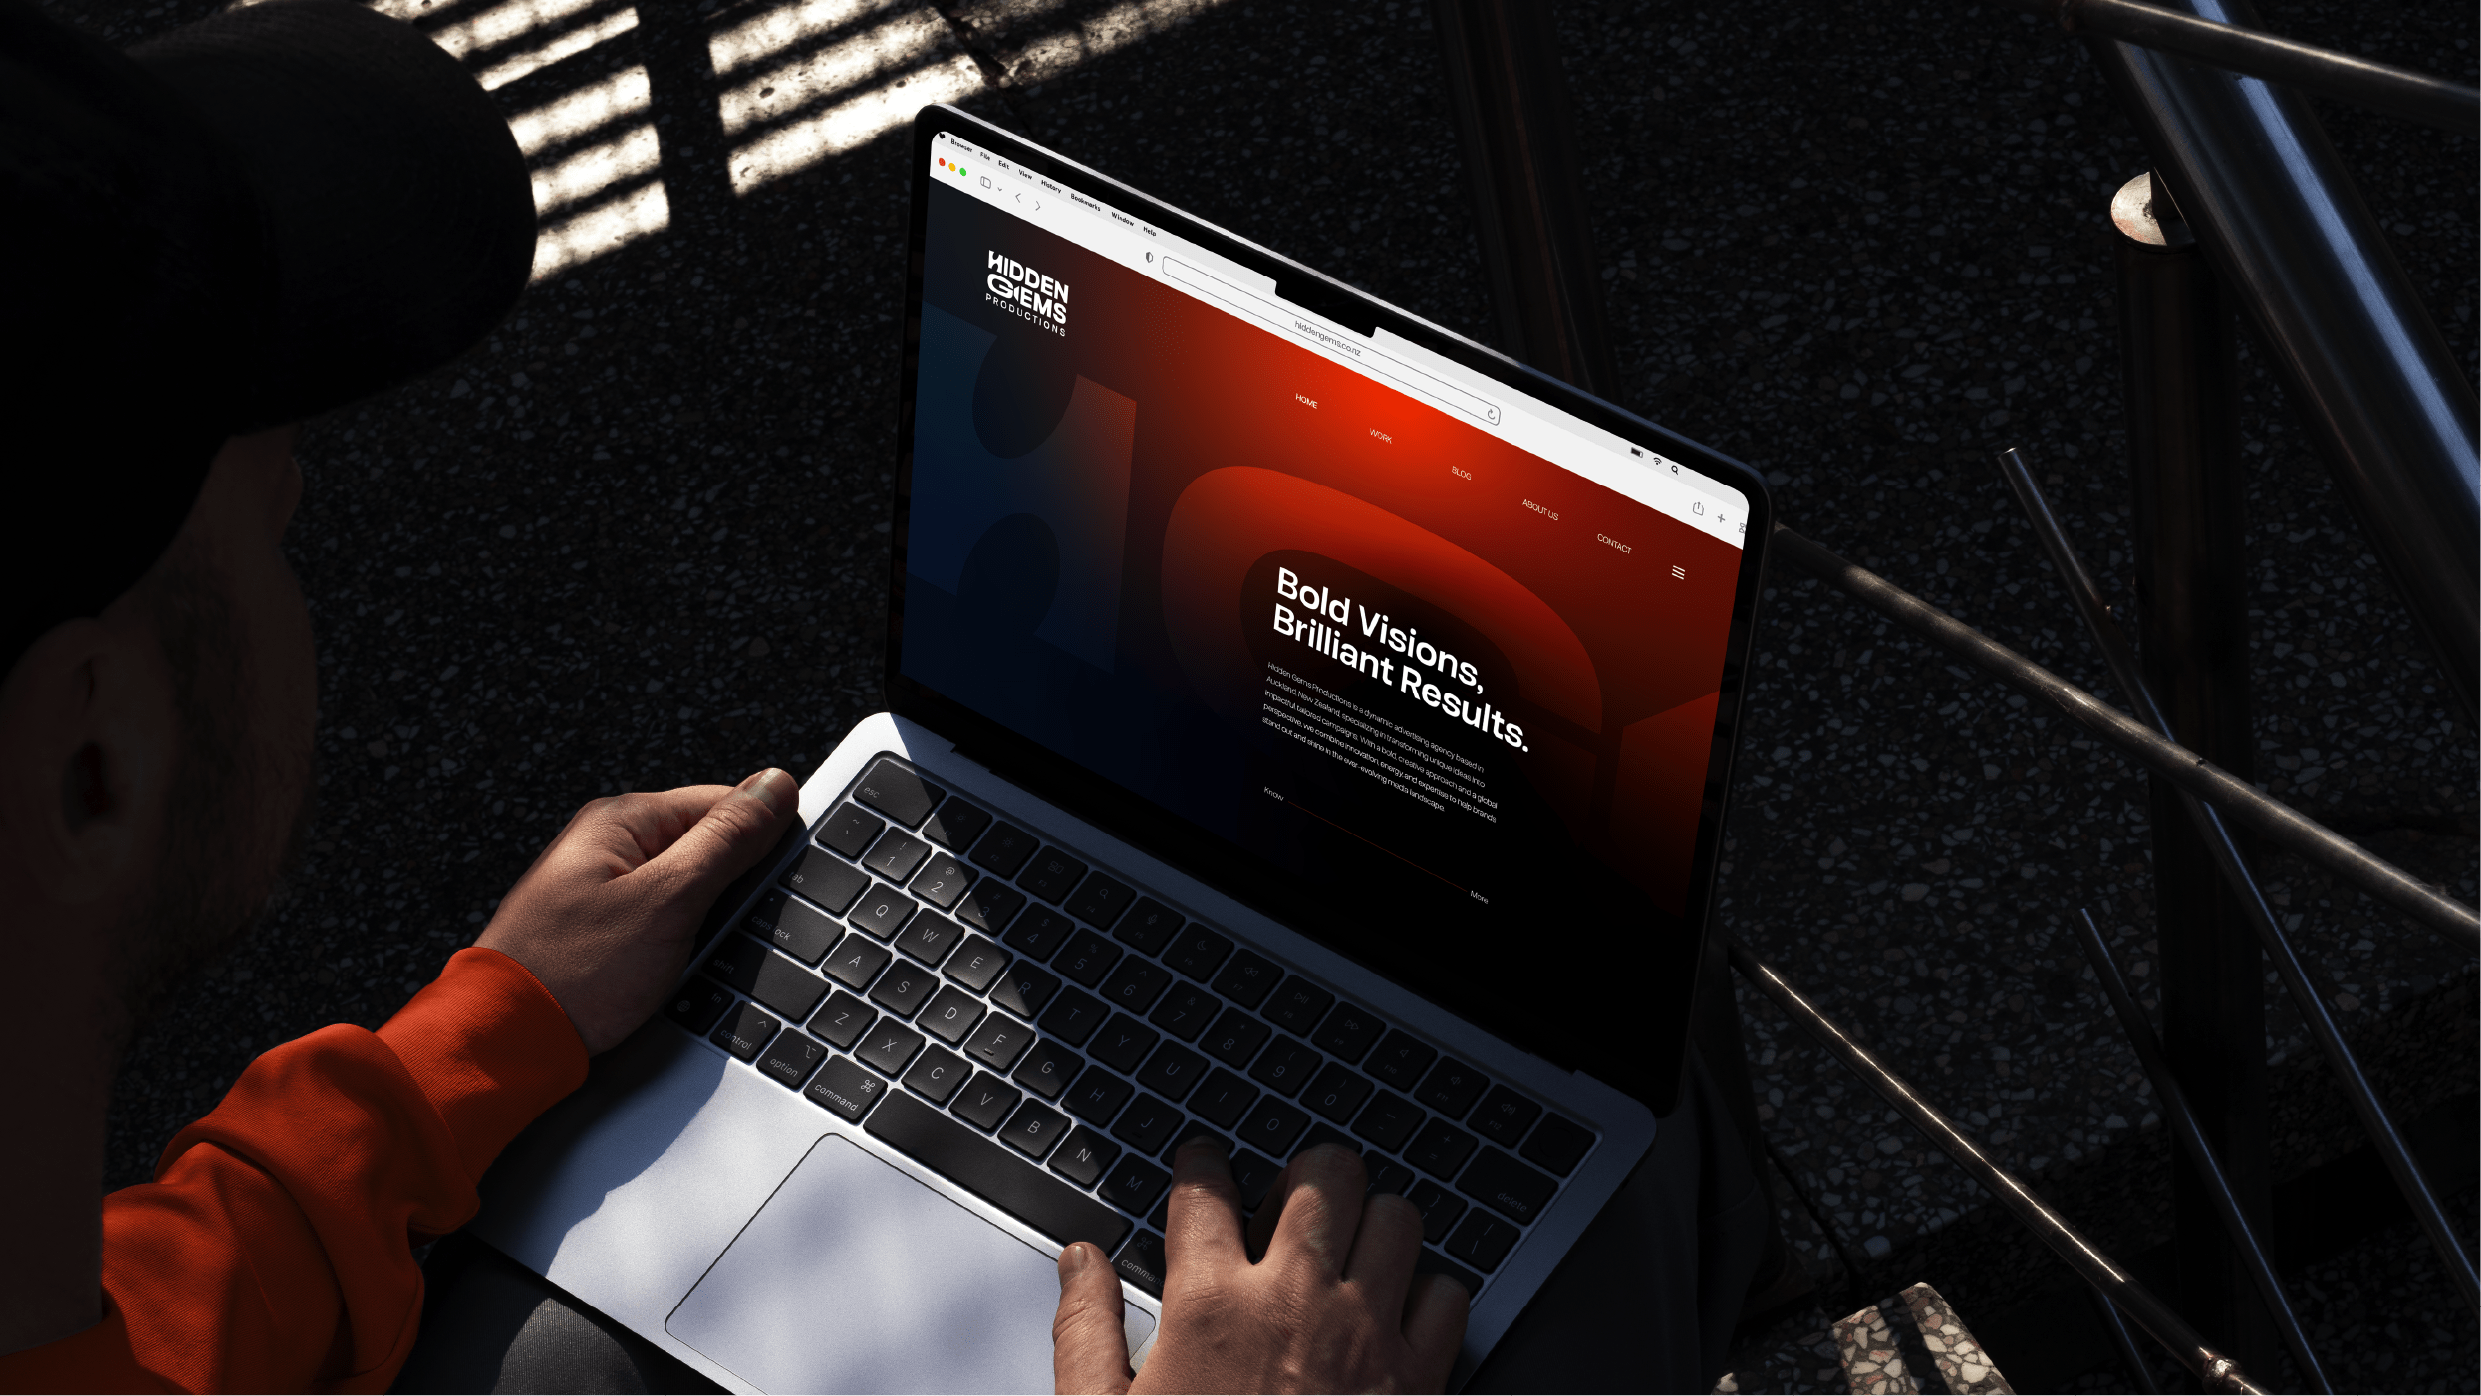 Browser File Edit View History Bookmarks Window Help
hiddengems.co.nz
HIDDEN
GEMS
PRODUCTIONS
HOME
WORK
BLOG
ABOUT US
CONTACT
Bold Visions,
Brilliant Results.
Hidden Gems Productions is a dynamic advertising agency based in
Auckland, New Zealand, specializing in transforming unique ideas into
impactful tailored campaigns. With a bold, creative approach and a global
perspective, we combine innovation, energy, and expertise to help brands
stand out and shine in the ever-evolving media landscape.
Know
More
esc
~
! 1 @ 2 # 3 $ 4 % 5 ^ 6 & 7 * 8 ( 9 ) 0 - + =
delete
tab Q W E R T Y U I O
caps lock A S D F G H J L
shift Z X C V B N M
fn control option command
command